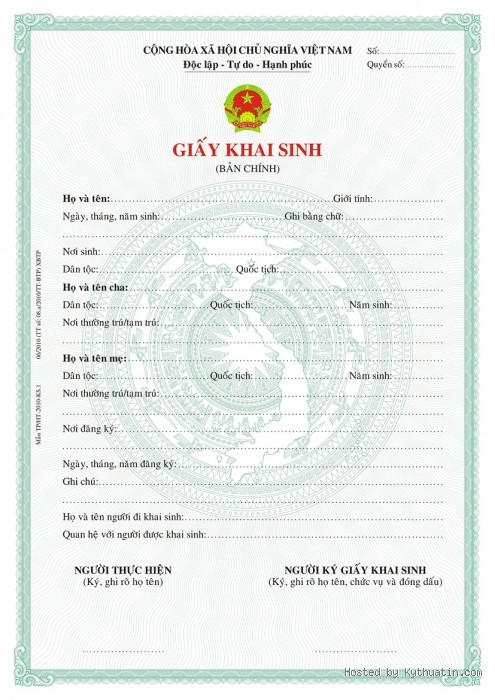 CỘNG HÒA XÃ HỘI CHỦ NGHĨA VIỆT NAM
Độc lập - Tự do - Hạnh phúc
Số:
Quyển số:
GIẤY KHAI SINH
(BẢN CHÍNH)
Họ và tên: Giới tính:
Ngày, tháng, năm sinh: Ghi bằng chữ:
Nơi sinh:
Dân tộc: Quốc tịch:
Họ và tên cha:
Dân tộc: Quốc tịch: Năm sinh:
Nơi thường trú/tạm trú:
Họ và tên mẹ:
Dân tộc: Quốc tịch: Năm sinh:
Nơi thường trú/tạm trú:
Nơi đăng ký:
Ngày, tháng, năm đăng ký:
Ghi chú:
Họ và tên người đi khai sinh:
Quan hệ với người được khai sinh:
NGƯỜI THỰC HIỆN
(Ký, ghi rõ họ tên)
NGƯỜI KÝ GIẤY KHAI SINH
(Ký, ghi rõ họ tên, chức vụ và đóng dấu)
Mẫu TPHT-2010-KS.1 06/2010 (TT số: 08.a/2010/TT-BTP) XBTP
Hosted by Kythuatin.com